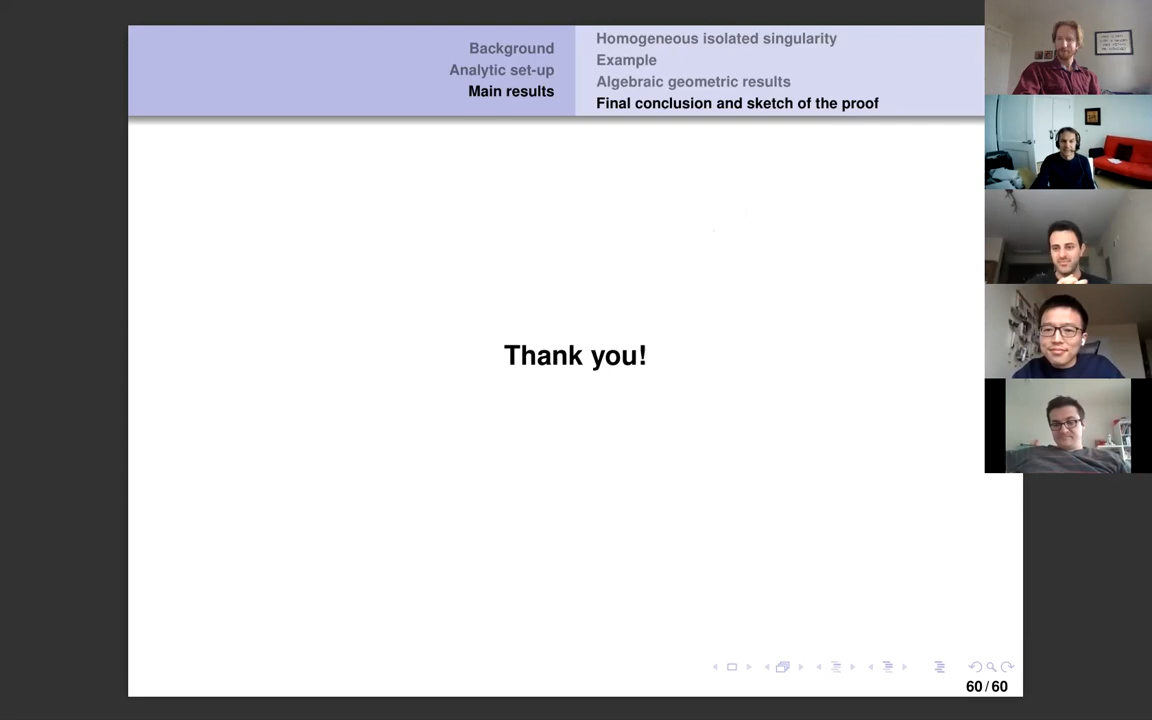 Background
Analytic set-up
Main results
Homogeneous isolated singularity
Example
Algebraic geometric results
Final conclusion and sketch of the proof
Thank you!
60 / 60